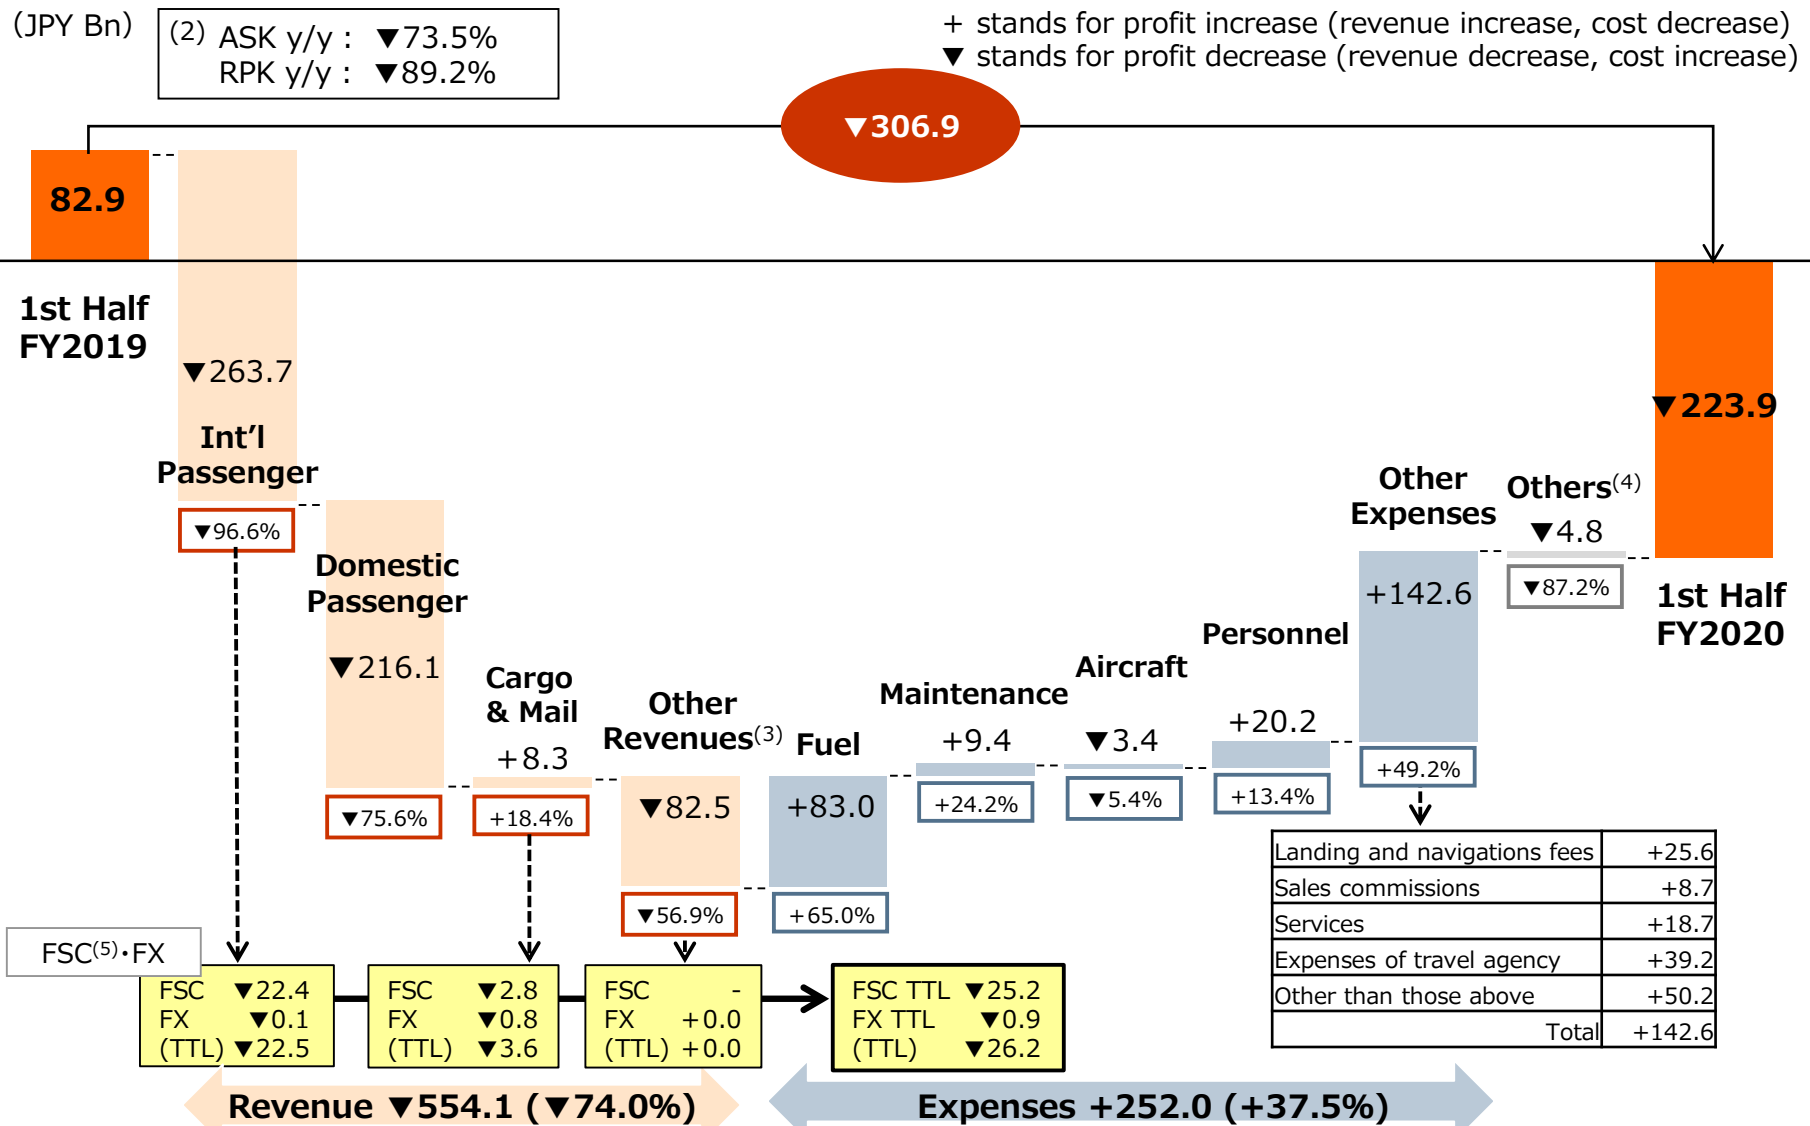 (JPY Bn)
(2) ASK y/y : ▼73.5%
RPK y/y : ▼89.2%
+ stands for profit increase (revenue increase, cost decrease)
▼ stands for profit decrease (revenue decrease, cost increase)
▼306.9
82.9
1st Half
FY2019
▼263.7
Int'l
Passenger
▼96.6%
Domestic
Passenger
▼216.1
▼75.6%
Cargo
& Mail
+8.3
+18.4%
Other
Revenues(3)
▼82.5
▼56.9%
Fuel
+83.0
+65.0%
Maintenance
+9.4
+24.2%
Aircraft
▼3.4
▼5.4%
Personnel
+20.2
+13.4%
Other
Expenses
+142.6
+49.2%
Others(4)
▼4.8
▼87.2%
▼223.9
1st Half
FY2020
Landing and navigations fees +25.6
Sales commissions +8.7
Services +18.7
Expenses of travel agency +39.2
Other than those above +50.2
Total +142.6
FSC(5)・FX
FSC ▼22.4
FX ▼0.1
(TTL) ▼22.5
FSC ▼2.8
FX ▼0.8
(TTL) ▼3.6
FSC -
FX +0.0
(TTL) +0.0
FSC TTL ▼25.2
FX TTL ▼0.9
(TTL) ▼26.2
Revenue ▼554.1 (▼74.0%)
Expenses +252.0 (+37.5%)